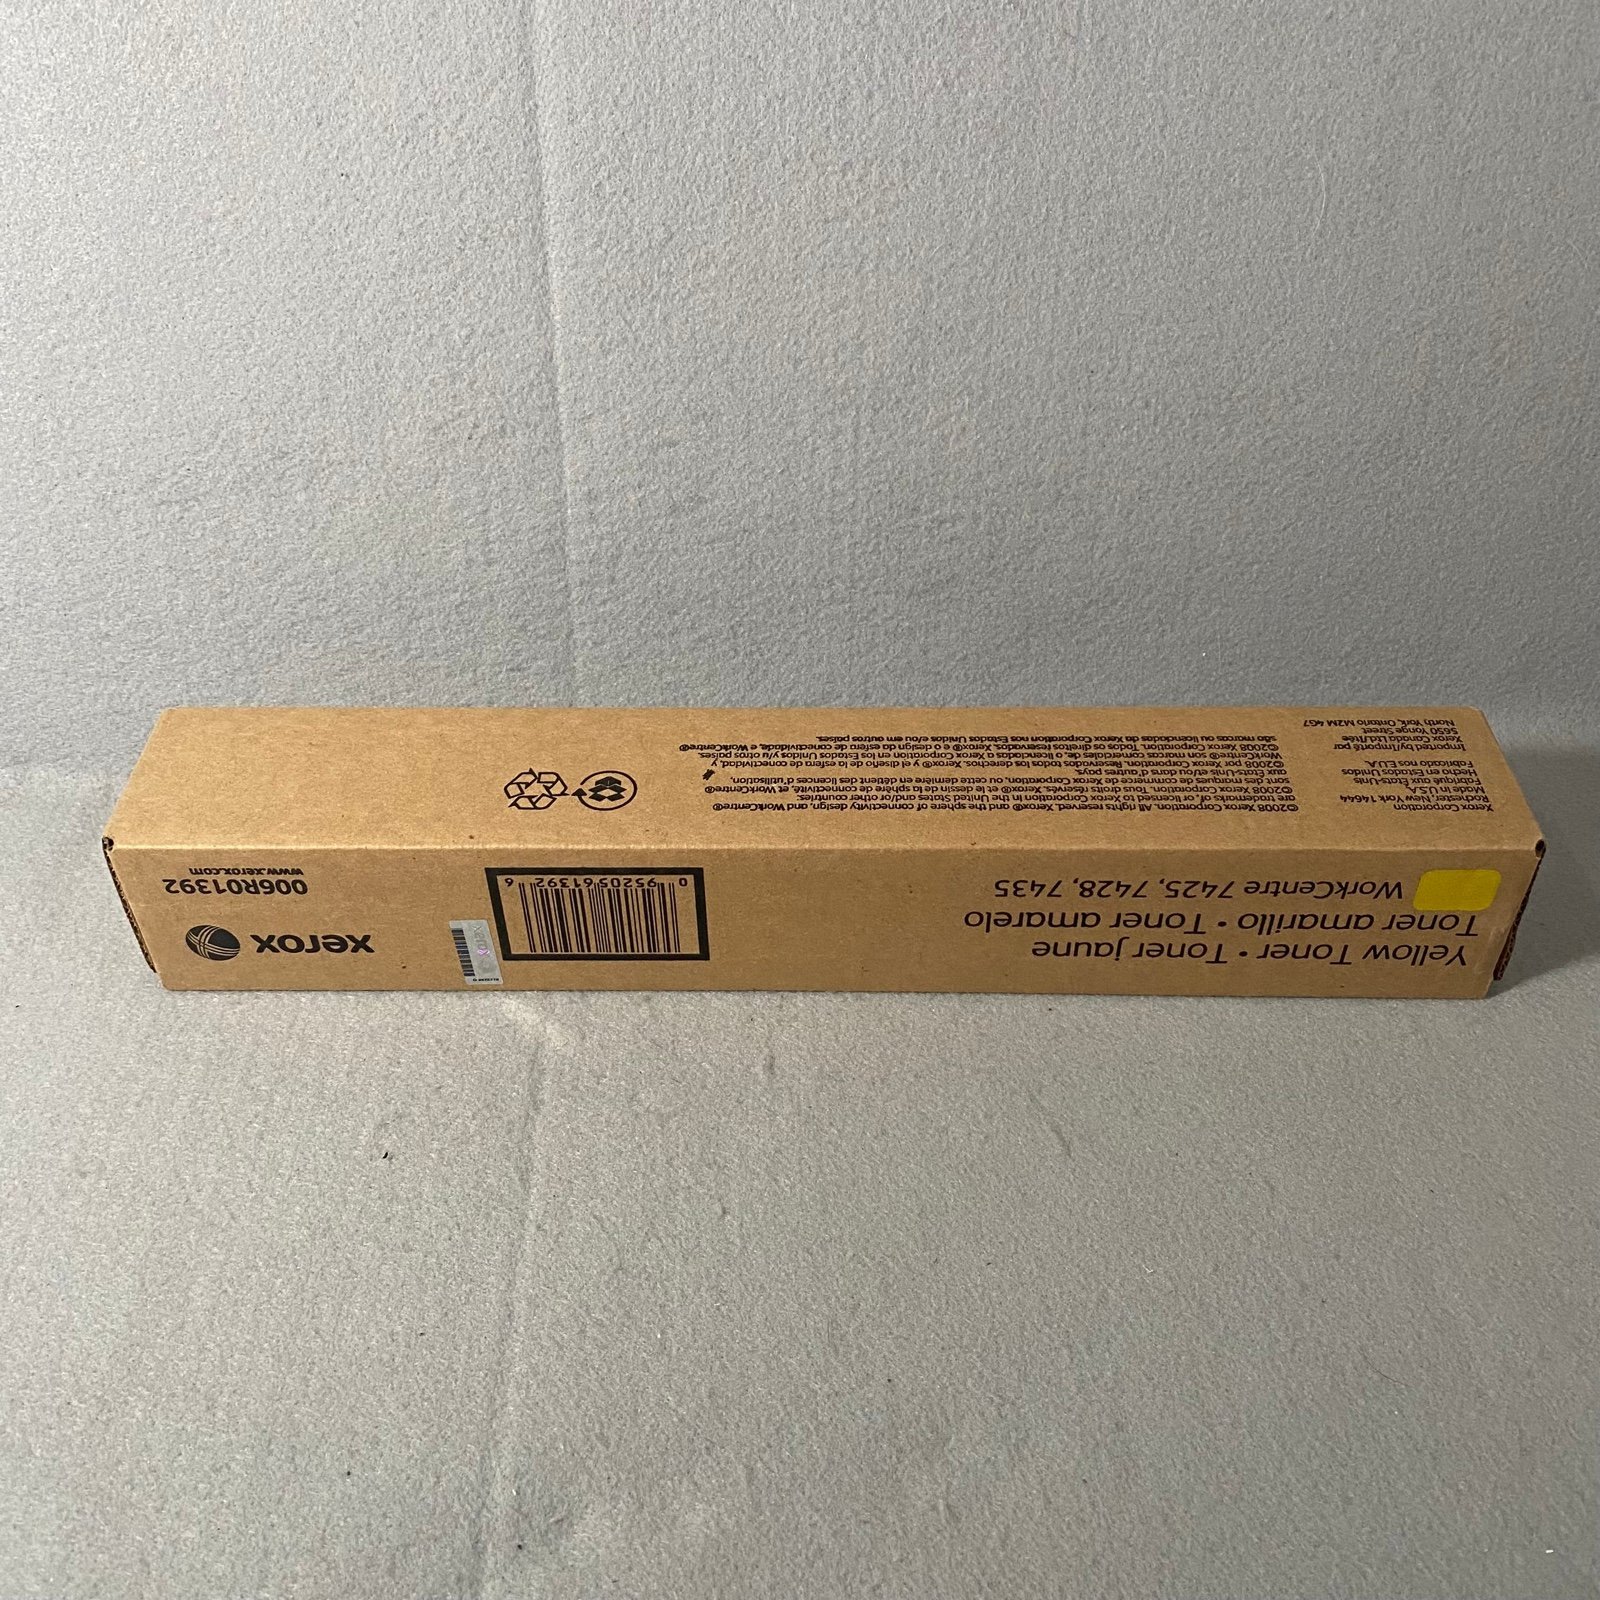 Yellow Toner • Toner jaune
Toner amarillo • Toner amarelo
WorkCentre 7425, 7428, 7435
0 95205 61392 6
xerox
xerox
006R01392
www.xerox.com
Xerox Corporation
Rochester, New York 14644
Made in U.S.A.
Fabriqué aux États-Unis
Hecho en Estados Unidos
Fabricado nos E.U.A.
Imported by/Importé par
Xerox Canada Ltd/ltée
5650 Yonge Street
North York, Ontario M2M 4G7
©2008 Xerox Corporation. All rights reserved. Xerox® and the sphere of connectivity design, and WorkCentre®
are trademarks of, or licensed to Xerox Corporation in the United States and/or other countries.
©2008 Xerox Corporation. Tous droits réservés. Xerox® et le dessin de la sphère de connectivité, et WorkCentre®
sont des marques de commerce de Xerox Corporation, ou cette dernière en détient des licences d'utilisation,
aux États-Unis et/ou dans d'autres pays.
©2008 por Xerox Corporation. Reservados todos los derechos. Xerox® y el diseño de la esfera de conectividad, y
WorkCentre® son marcas comerciales de, o licenciados a Xerox Corporation en los Estados Unidos y/u otros países.
©2008 Xerox Corporation. Todos os direitos reservados. Xerox® e o design da esfera de conectividade, e WorkCentre®
são marcas ou licenciadas da Xerox Corporation nos Estados Unidos e/ou em outros países.